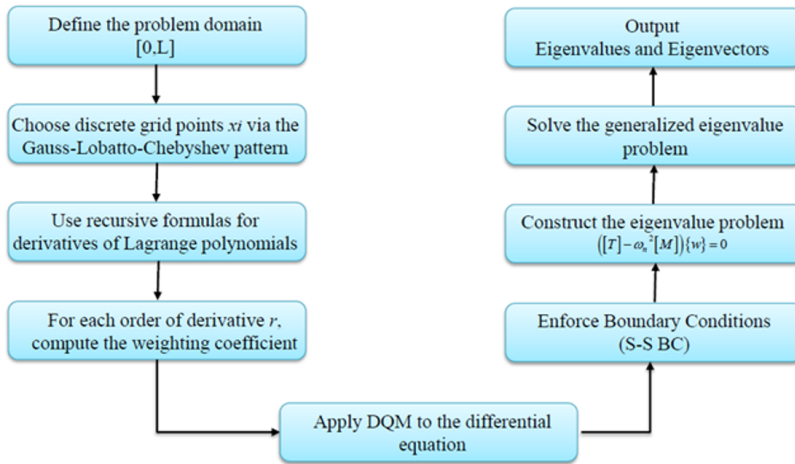 Define the problem domain
[0,L]
Choose discrete grid points xi via the
Gauss-Lobatto-Chebyshev pattern
Use recursive formulas for
derivatives of Lagrange polynomials
For each order of derivative r,
compute the weighting coefficient
Apply DQM to the differential
equation
Enforce Boundary Conditions
(S-S BC)
Construct the eigenvalue problem
([T]−ωₙ²[M]){w}=0
Solve the generalized eigenvalue
problem
Output
Eigenvalues and Eigenvectors